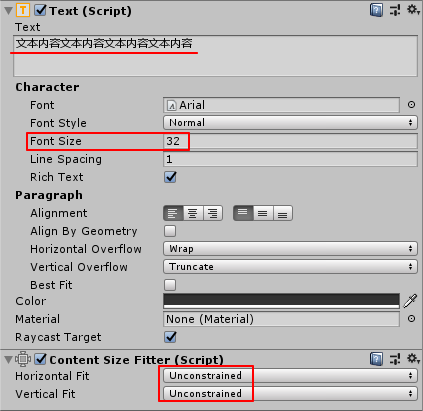 Text (Script)
Text
文本内容文本内容文本内容文本内容
Character
Font Arial
Font Style Normal
Font Size 32
Line Spacing 1
Rich Text
Paragraph
Alignment
Align By Geometry
Horizontal Overflow Wrap
Vertical Overflow Truncate
Best Fit
Color
Material None (Material)
Raycast Target
Content Size Fitter (Script)
Horizontal Fit Unconstrained
Vertical Fit Unconstrained